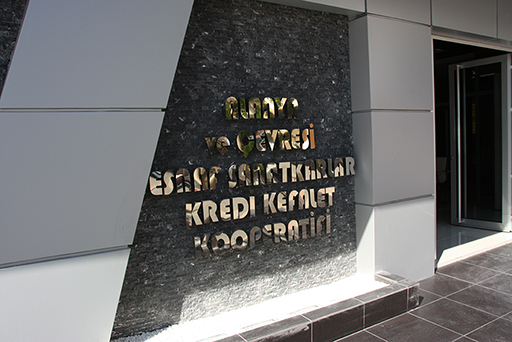 ALANYA
ve ÇEVRESİ
ESNAF SANATKARLAR
KREDİ KEFALET
KOOPERATİFİ